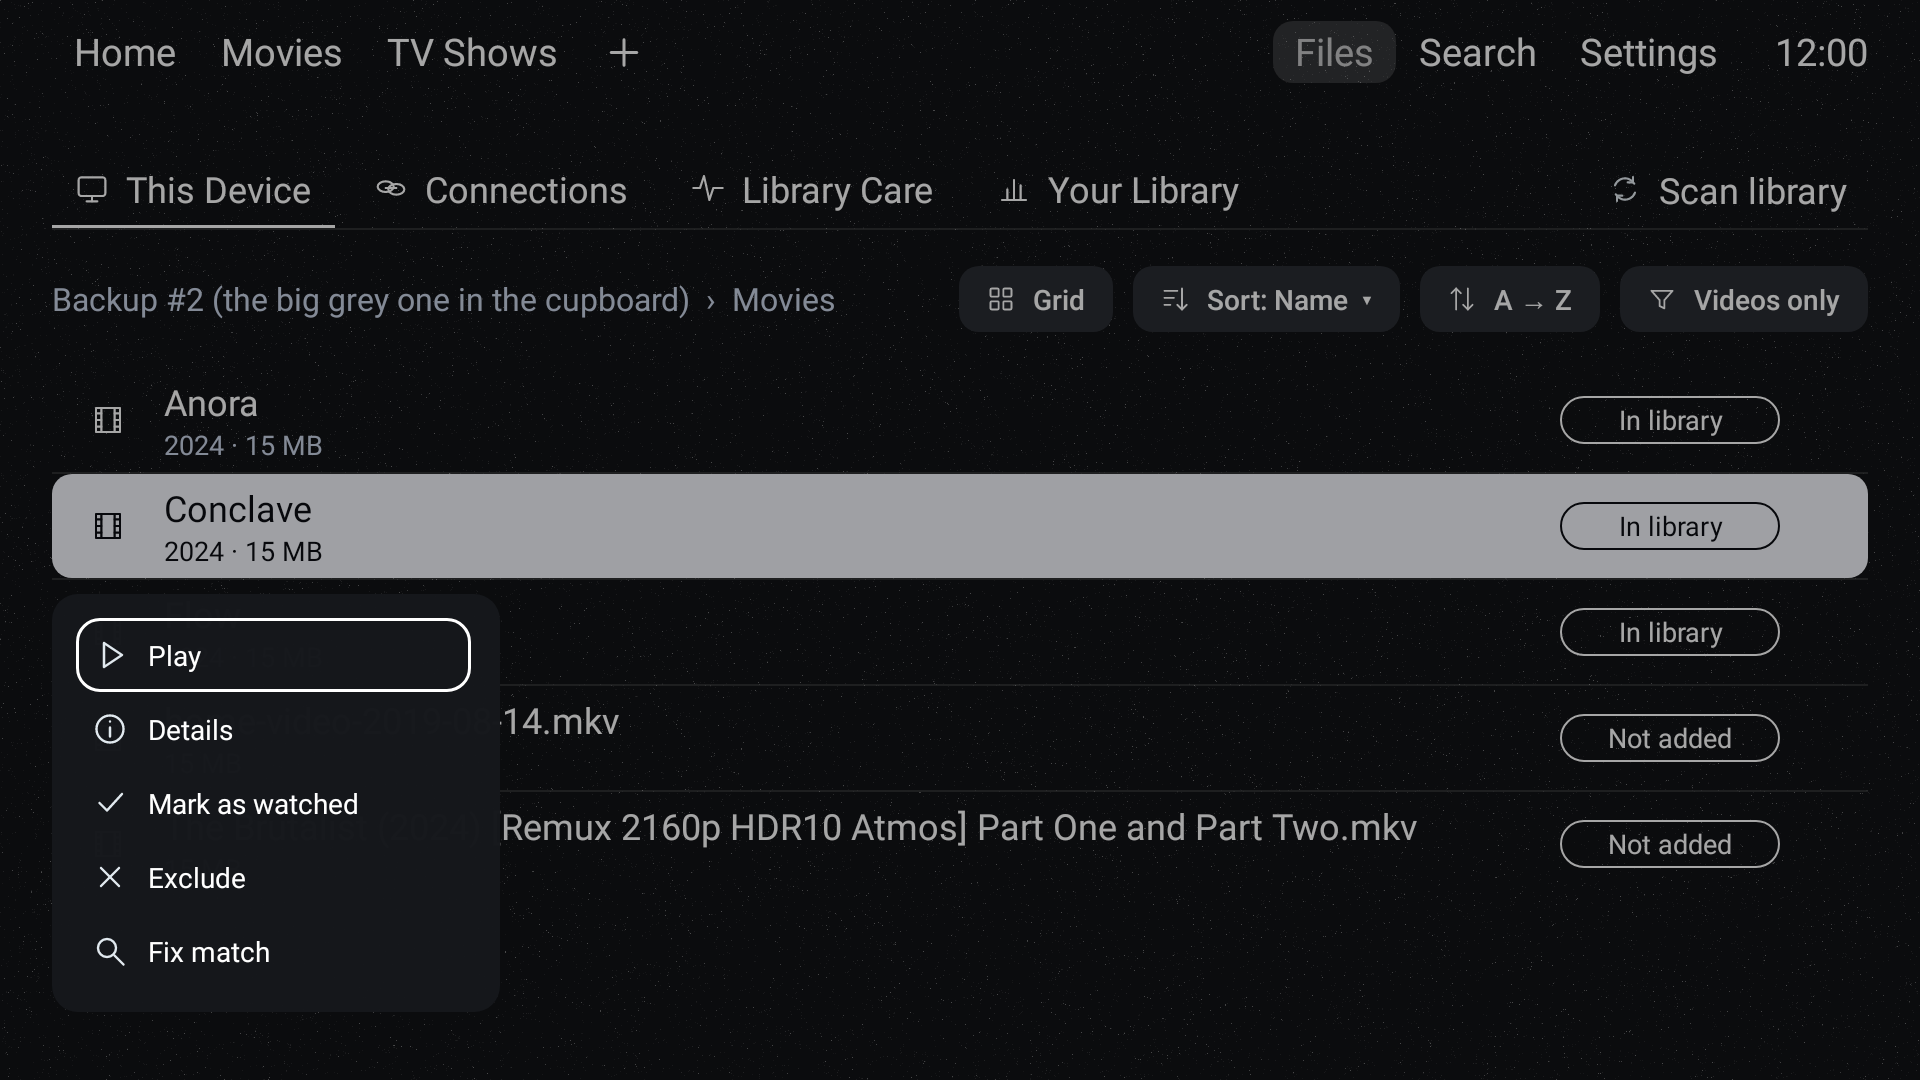 Home Movies TV Shows + Files Search Settings 12:00
This Device Connections Library Care Your Library Scan library
Backup #2 (the big grey one in the cupboard) › Movies Grid Sort: Name ▾ A → Z Videos only
Anora
2024 · 15 MB
In library
Conclave
2024 · 15 MB
In library
In library
Play
Details
-14.mkv
Not added
Mark as watched
[Remux 2160p HDR10 Atmos] Part One and Part Two.mkv
Not added
Exclude
Fix match